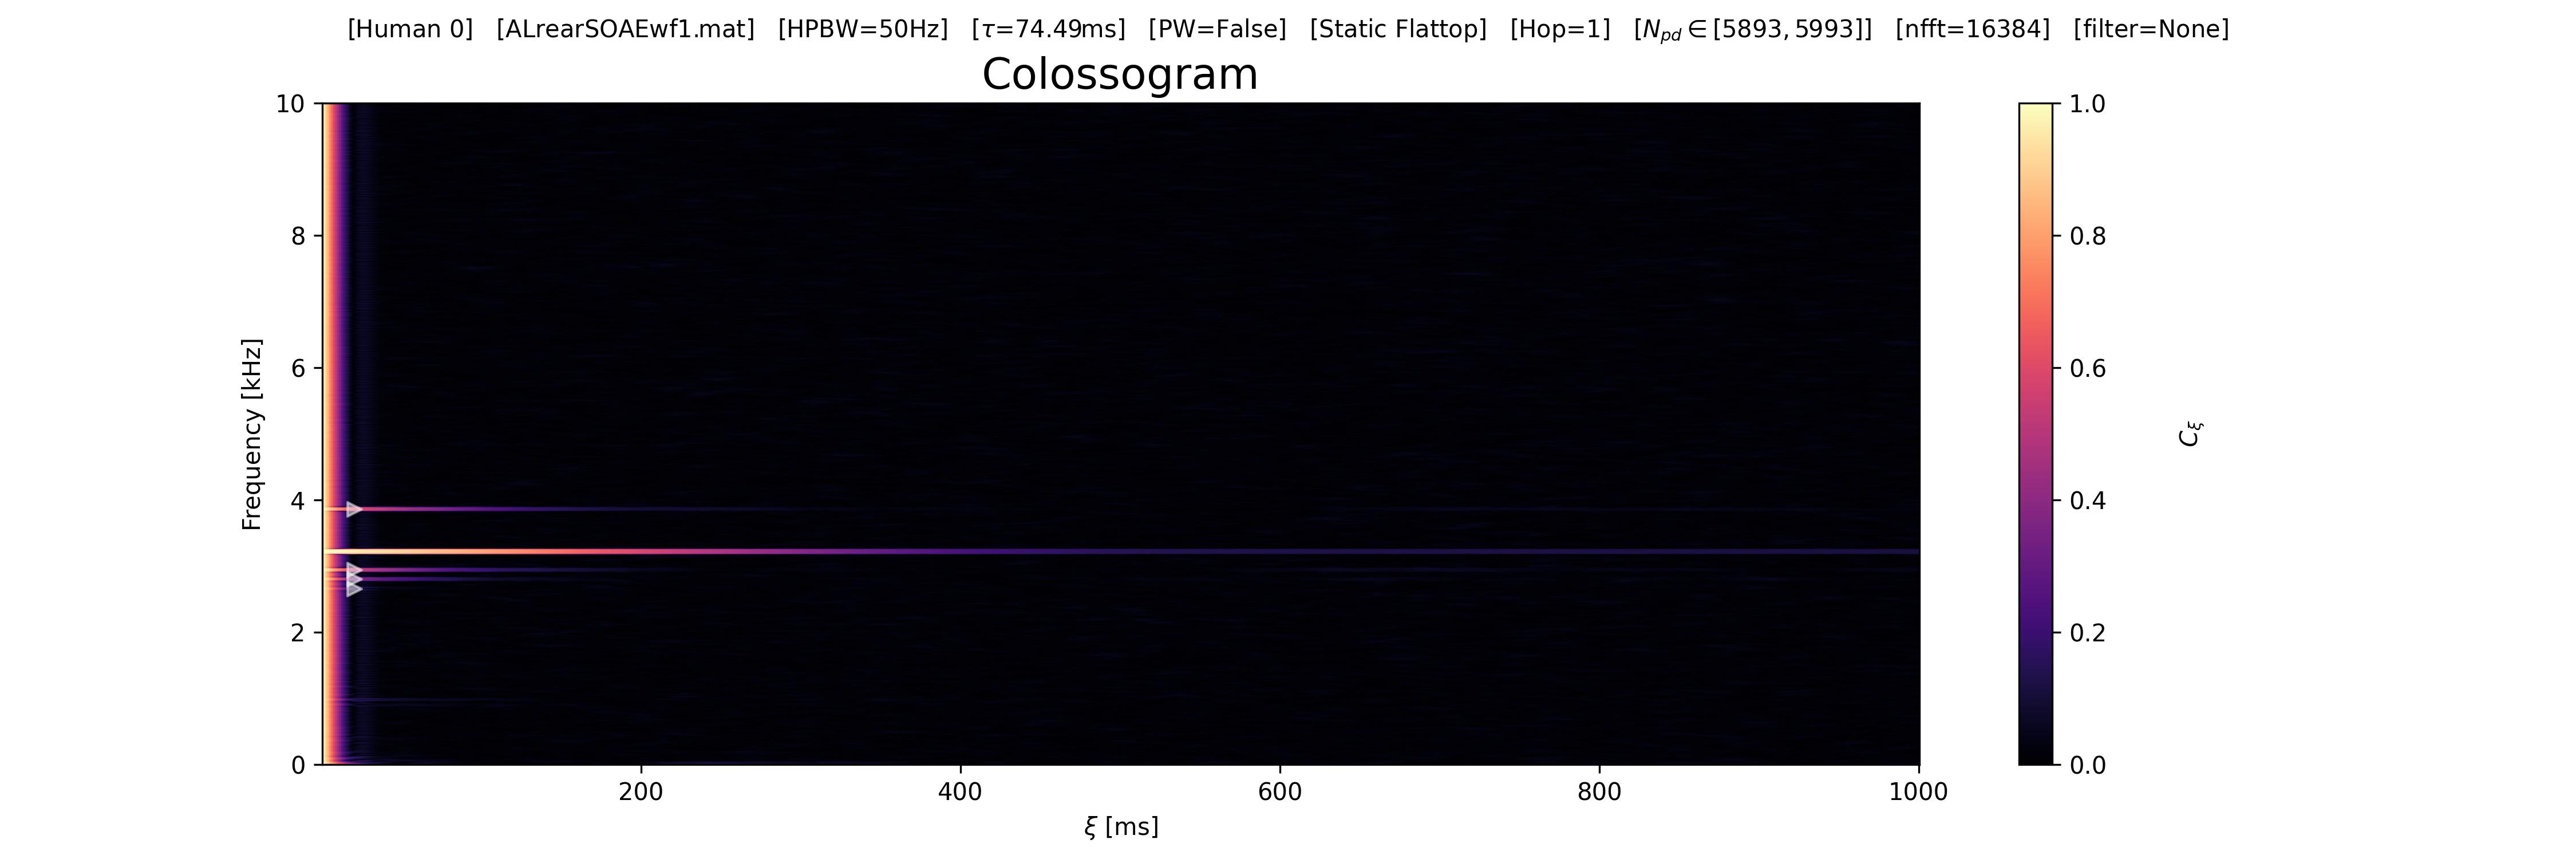 [Human 0] [ALrearSOAEwf1.mat] [HPBW=50Hz] [τ=74.49ms] [PW=False] [Static Flattop] [Hop=1] [N_pd ∈ [5893, 5993]] [nfft=16384] [filter=None]
Colossogram
10
8
6
4
2
0
Frequency [kHz]
200 400 600 800 1000
ξ [ms]
1.0
0.8
0.6
0.4
0.2
0.0
C_ξ